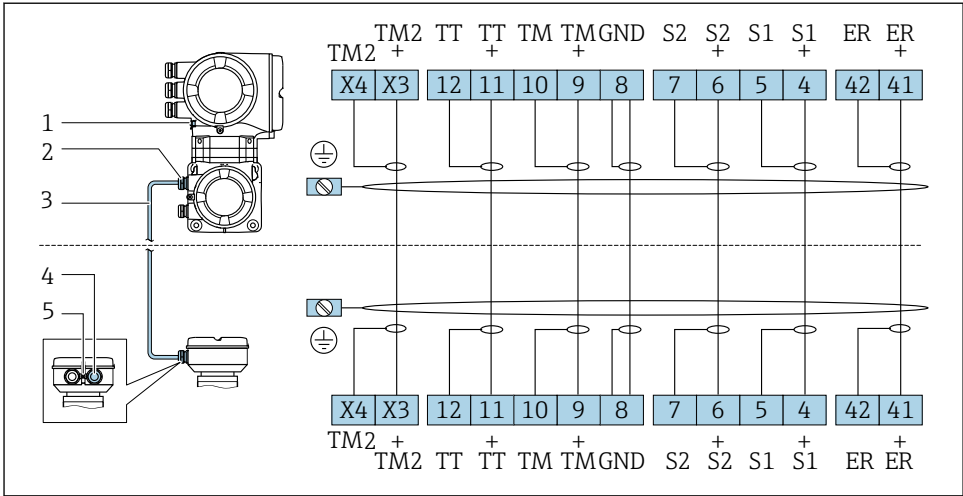 TM2 TT TT TM TM GND S2 S2 S1 S1 ER ER
TM2 + + + + + +
X4 X3 12 11 10 9 8 7 6 5 4 42 41
1
2
3
4
5
X4 X3 12 11 10 9 8 7 6 5 4 42 41
TM2 + + + + + +
TM2 TT TT TM TM GND S2 S2 S1 S1 ER ER